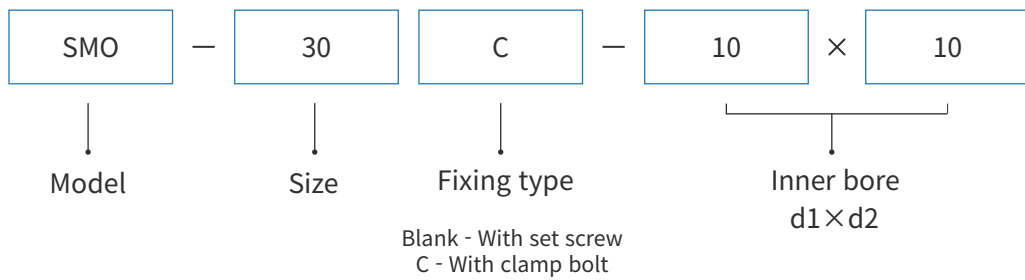 SMO — 30 C — 10 × 10
Model Size Fixing type Inner bore
d1×d2
Blank - With set screw
C - With clamp bolt